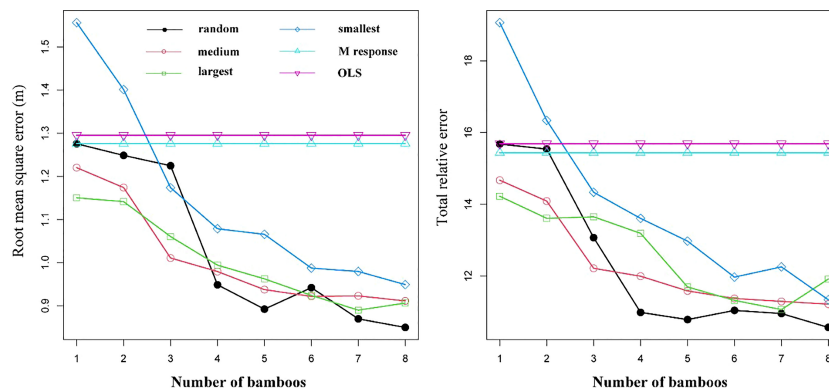 random
smallest
medium
M response
largest
OLS
Root mean square error (m)
1.5
1.4
1.3
1.2
1.1
1.0
0.9
1 2 3 4 5 6 7 8
Number of bamboos
Total relative error
18
16
14
12
1 2 3 4 5 6 7 8
Number of bamboos